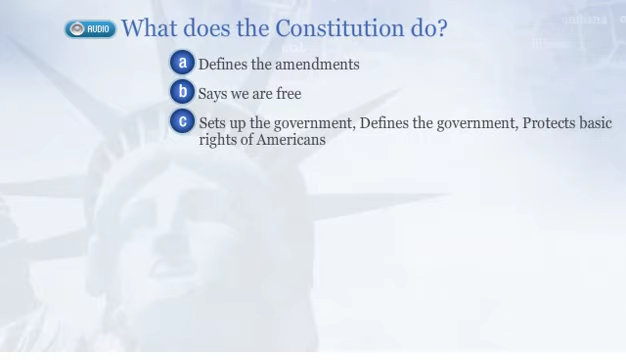 AUDIO What does the Constitution do?
a Defines the amendments
b Says we are free
c Sets up the government, Defines the government, Protects basic
rights of Americans